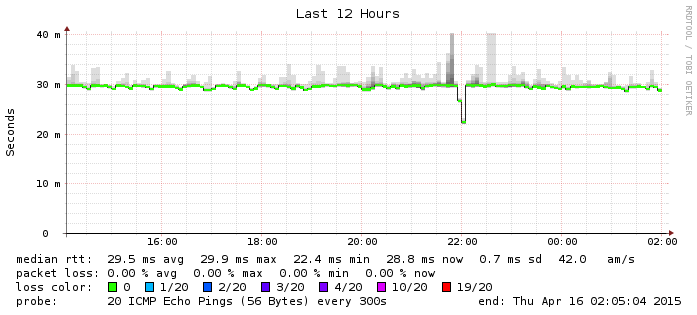 Last 12 Hours
RRDTOOL / TOBI OETIKER
Seconds
40 m
30 m
20 m
10 m
0
16:00 18:00 20:00 22:00 00:00 02:00
median rtt: 29.5 ms avg 29.9 ms max 22.4 ms min 28.8 ms now 0.7 ms sd 42.0 am/s
packet loss: 0.00 % avg 0.00 % max 0.00 % min 0.00 % now
loss color: 0 1/20 2/20 3/20 4/20 10/20 19/20
probe: 20 ICMP Echo Pings (56 Bytes) every 300s end: Thu Apr 16 02:05:04 2015